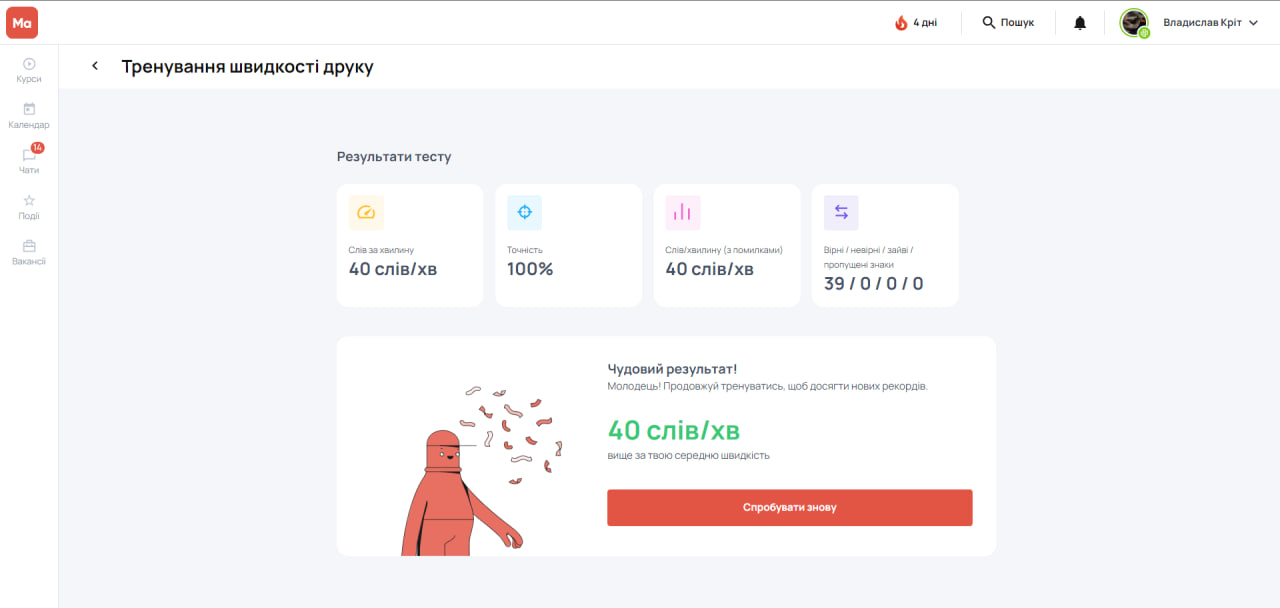 Ma
4 дні
Пошук
Владислав Кріт
Курси
Календар
14
Чати
Події
Вакансії
Тренування швидкості друку
Результати тесту
Слів за хвилину
40 слів/хв
Точність
100%
Слів/хвилину (з помилками)
40 слів/хв
Вірні / невірні / зайві /
пропущені знаки
39 / 0 / 0 / 0
Чудовий результат!
Молодець! Продовжуй тренуватись, щоб досягти нових рекордів.
40 слів/хв
вище за твою середню швидкість
Спробувати знову